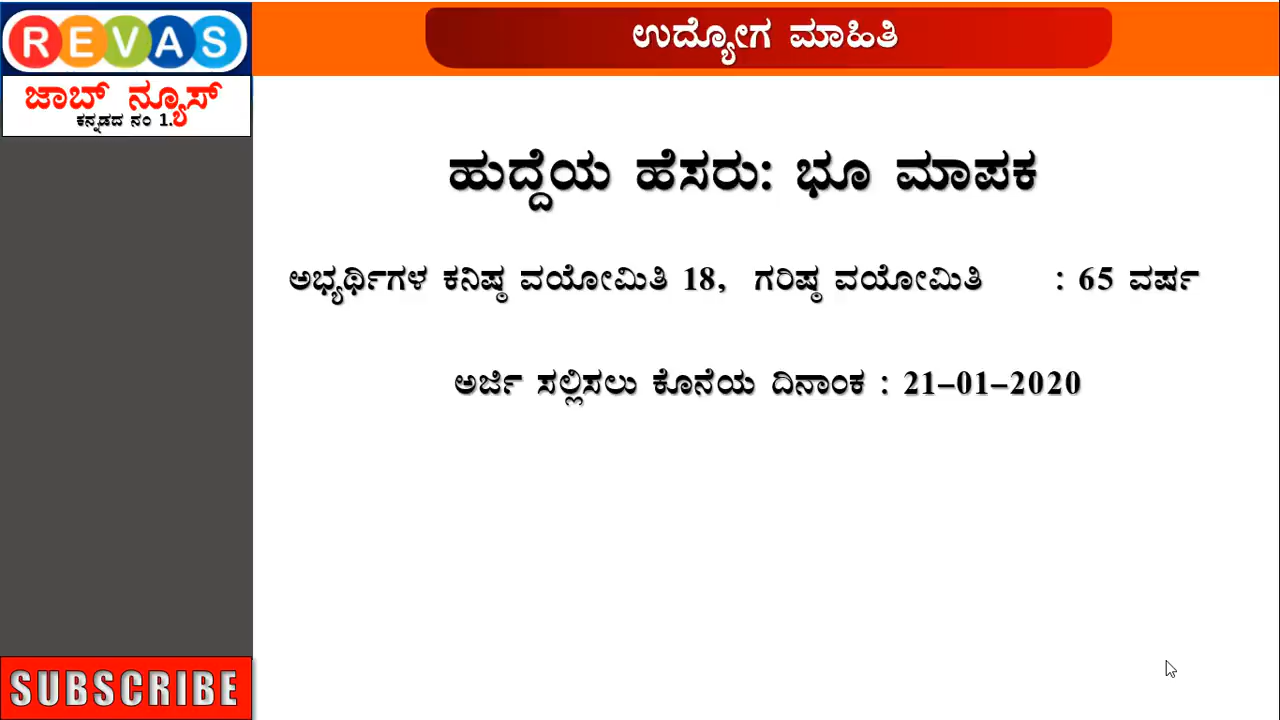 REVAS
ಜಾಬ್ ನ್ಯೂಸ್
ಕನ್ನಡದ ನಂ 1.
ಉದ್ಯೋಗ ಮಾಹಿತಿ
ಹುದ್ದೆಯ ಹೆಸರು: ಭೂ ಮಾಪಕ
ಅಭ್ಯರ್ಥಿಗಳ ಕನಿಷ್ಠ ವಯೋಮಿತಿ 18, ಗರಿಷ್ಠ ವಯೋಮಿತಿ : 65 ವರ್ಷ
ಅರ್ಜಿ ಸಲ್ಲಿಸಲು ಕೊನೆಯ ದಿನಾಂಕ : 21-01-2020
SUBSCRIBE